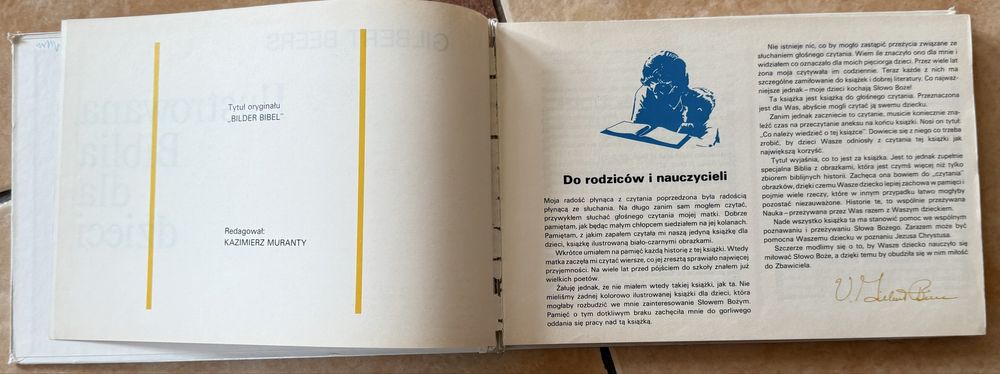 Tytuł oryginału
„BILDER BIBEL"
Redagował:
KAZIMIERZ MURANTY
Do rodziców i nauczycieli
Moja radość płynąca z czytania poprzedzona była radością
płynącą ze słuchania. Na długo zanim sam mogłem czytać,
przywykłem słuchać głośnego czytania mojej matki. Dobrze
pamiętam, jak będąc małym chłopcem siedziałem na jej kolanach.
Pamiętam, z jakim zapałem czytała mi naszą jedyną książkę dla
dzieci, książkę ilustrowaną biało-czarnymi obrazkami.
Wkrótce umiałem na pamięć każdą historię z tej książki. Wtedy
matka zaczęła mi czytać wiersze, co jej zresztą sprawiało najwięcej
przyjemności. Na wiele lat przed pójściem do szkoły znałem już
wielkich poetów.
Żałuję jednak, że nie miałem wtedy takiej książki, jak ta. Nie
mieliśmy żadnej kolorowo ilustrowanej książki dla dzieci, która
mogłaby rozbudzić we mnie zainteresowanie Słowem Bożym.
Pamięć o tym dotkliwym braku zachęciła mnie do gorliwego
oddania się pracy nad tą książką.
Nie istnieje nic, co by mogło zastąpić przeżycia związane ze
słuchaniem głośnego czytania. Wiem ile znaczyło ono dla mnie i
widziałem co oznaczało dla moich pięciorga dzieci. Przez wiele lat
żona moja czytywała im codziennie. Teraz każde z nich ma
szczególne zamiłowanie do książek i dobrej literatury. Co najważ-
niejsze jednak – moje dzieci kochają Słowo Boże!
Ta książka jest książką do głośnego czytania. Przeznaczona
jest dla Was, abyście mogli czytać ją swemu dziecku.
Zanim jednak zaczniecie to czytanie, musicie koniecznie zna-
leźć czas na przeczytanie aneksu na końcu książki. Nosi on tytuł:
„Co należy wiedzieć o tej książce". Dowiecie się z niego co trzeba
zrobić, by dzieci Wasze odniosły z czytania tej książki jak
największą korzyść.
Tytuł wyjaśnia, co to jest za książka. Jest to jednak zupełnie
specjalna Biblia z obrazkami, która jest czymś więcej niż tylko
zbiorem biblijnych historii. Zachęca ona bowiem do „czytania"
obrazków, dzięki czemu Wasze dziecko lepiej zachowa w pamięci i
pojmie wiele rzeczy, które w innym przypadku łatwo mogłyby
pozostać niezauważone. Historie te, to wspólnie przeżywana
Nauka – przeżywana przez Was razem z Waszym dzieckiem.
Nade wszystko książka ta ma stanowić pomoc we wspólnym
poznawaniu i przeżywaniu Słowa Bożego. Zarazem może być
pomocna Waszemu dziecku w poznaniu Jezusa Chrystusa.
Szczerze modlimy się o to, by Wasze dziecko nauczyło się
miłować Słowo Boże, a dzięki temu by obudziła się w nim miłość
do Zbawiciela.
V. Gilbert Beers